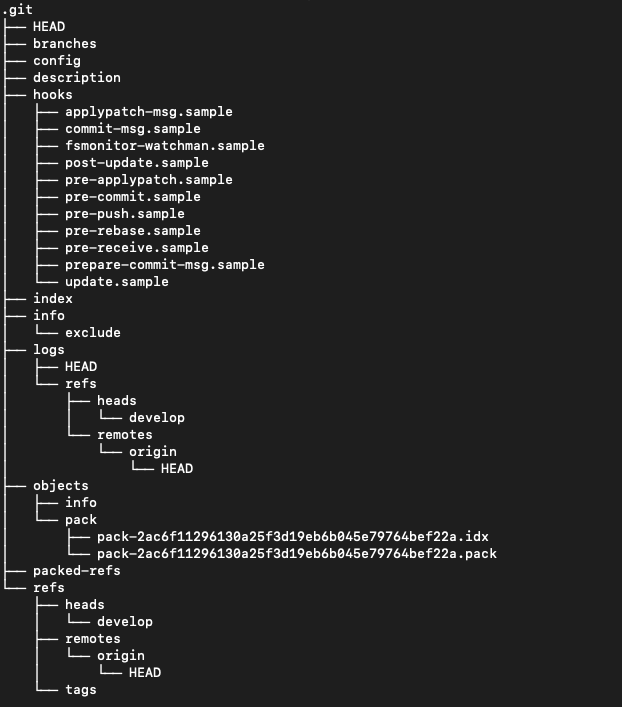 .git
├── HEAD
├── branches
├── config
├── description
├── hooks
│   ├── applypatch-msg.sample
│   ├── commit-msg.sample
│   ├── fsmonitor-watchman.sample
│   ├── post-update.sample
│   ├── pre-applypatch.sample
│   ├── pre-commit.sample
│   ├── pre-push.sample
│   ├── pre-rebase.sample
│   ├── pre-receive.sample
│   ├── prepare-commit-msg.sample
│   └── update.sample
├── index
├── info
│   └── exclude
├── logs
│   ├── HEAD
│   └── refs
│       ├── heads
│       │   └── develop
│       └── remotes
│           └── origin
│               └── HEAD
├── objects
│   ├── info
│   └── pack
│       ├── pack-2ac6f11296130a25f3d19eb6b045e79764bef22a.idx
│       └── pack-2ac6f11296130a25f3d19eb6b045e79764bef22a.pack
├── packed-refs
└── refs
    ├── heads
    │   └── develop
    ├── remotes
    │   └── origin
    │       └── HEAD
    └── tags